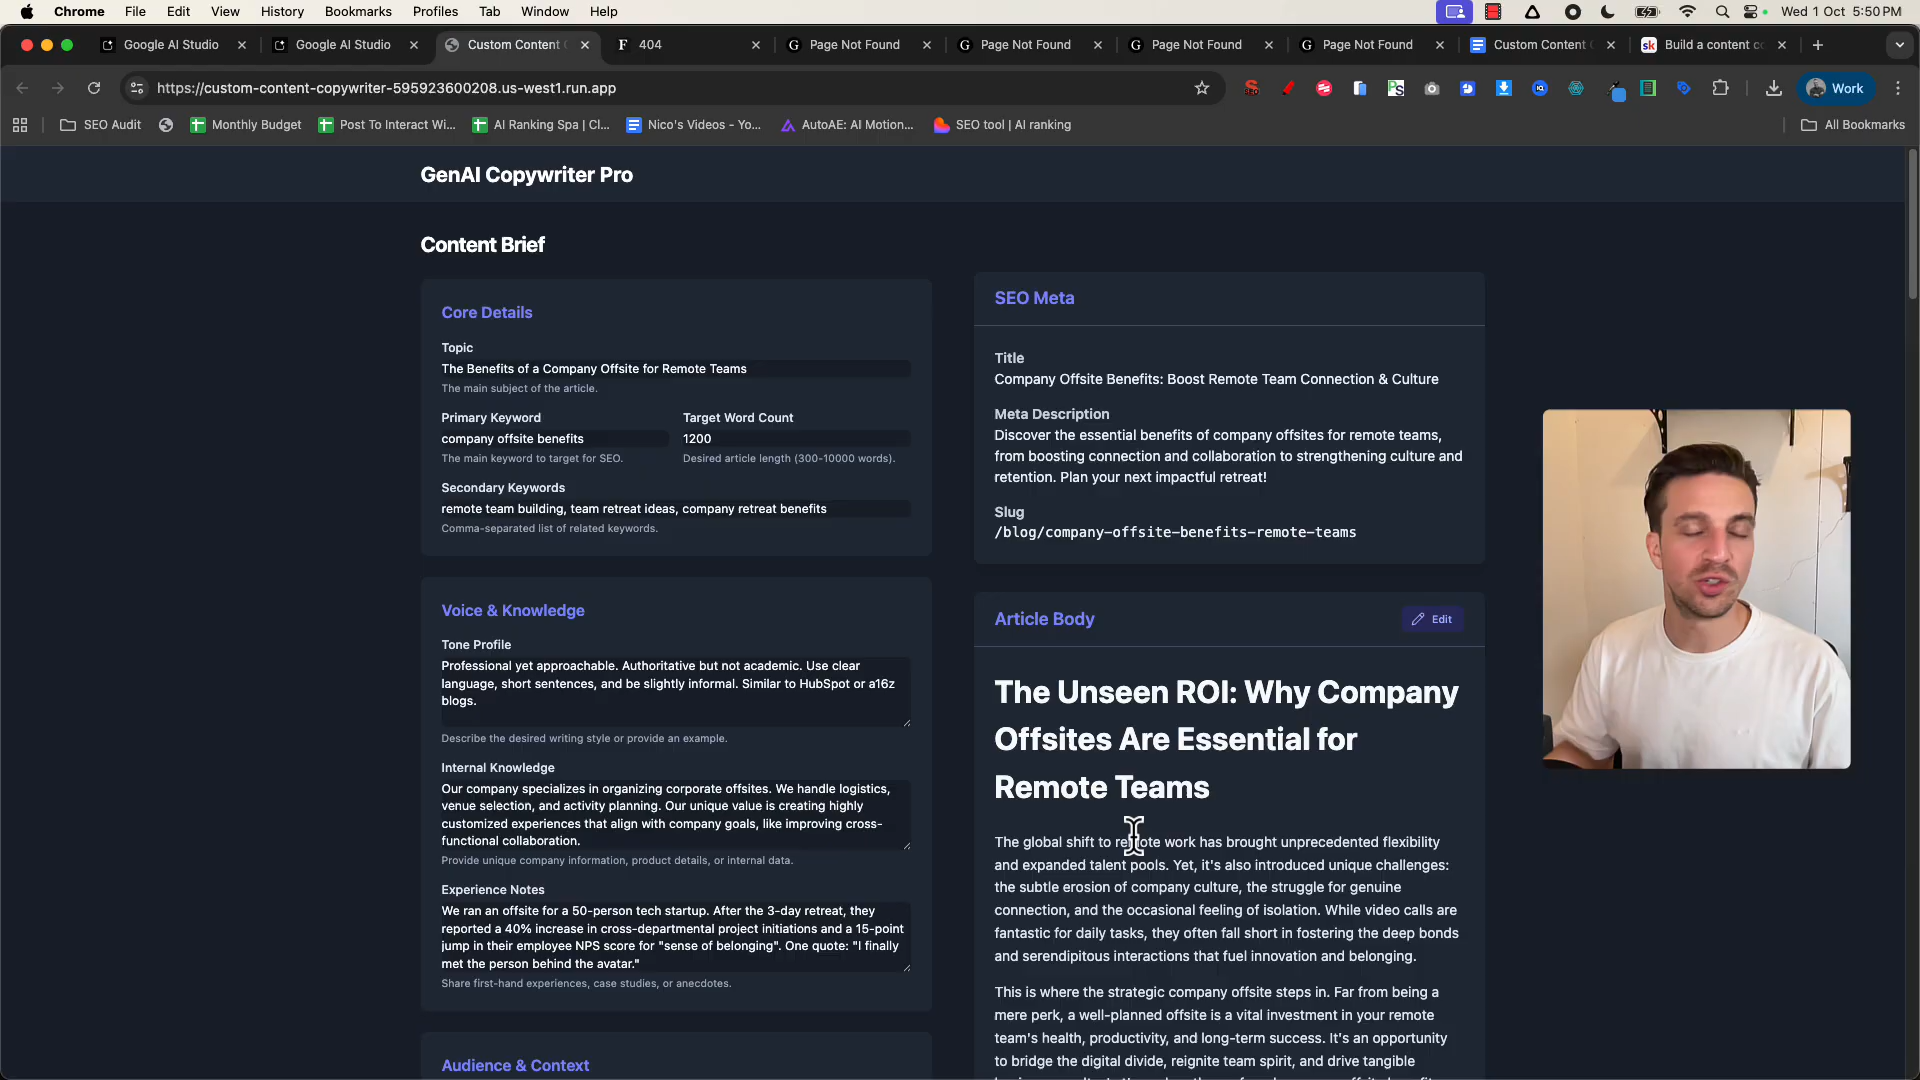 Chrome File Edit View History Bookmarks Profiles Tab Window Help Wed 1 Oct 5:50 PM
Google AI Studio Google AI Studio Custom Content 404 Page Not Found Page Not Found Page Not Found Page Not Found Custom Content Build a content
https://custom-content-copywriter-595923600208.us-west1.run.app Work
SEO Audit Monthly Budget Post To Interact Wi... AI Ranking Spa | Cl... Nico's Videos - Yo... AutoAE: AI Motion... SEO tool | AI ranking All Bookmarks
GenAI Copywriter Pro
Content Brief
Core Details
Topic
The Benefits of a Company Offsite for Remote Teams
The main subject of the article.
Primary Keyword Target Word Count
company offsite benefits 1200
The main keyword to target for SEO. Desired article length (300-10000 words).
Secondary Keywords
remote team building, team retreat ideas, company retreat benefits
Comma-separated list of related keywords.
Voice & Knowledge
Tone Profile
Professional yet approachable. Authoritative but not academic. Use clear
language, short sentences, and be slightly informal. Similar to HubSpot or a16z
blogs.
Describe the desired writing style or provide an example.
Internal Knowledge
Our company specializes in organizing corporate offsites. We handle logistics,
venue selection, and activity planning. Our unique value is creating highly
customized experiences that align with company goals, like improving cross-
functional collaboration.
Provide unique company information, product details, or internal data.
Experience Notes
We ran an offsite for a 50-person tech startup. After the 3-day retreat, they
reported a 40% increase in cross-departmental project initiations and a 15-point
jump in their employee NPS score for "sense of belonging". One quote: "I finally
met the person behind the avatar."
Share first-hand experiences, case studies, or anecdotes.
Audience & Context
SEO Meta
Title
Company Offsite Benefits: Boost Remote Team Connection & Culture
Meta Description
Discover the essential benefits of company offsites for remote teams,
from boosting connection and collaboration to strengthening culture and
retention. Plan your next impactful retreat!
Slug
/blog/company-offsite-benefits-remote-teams
Article Body Edit
The Unseen ROI: Why Company
Offsites Are Essential for
Remote Teams
The global shift to remote work has brought unprecedented flexibility
and expanded talent pools. Yet, it's also introduced unique challenges:
the subtle erosion of company culture, the struggle for genuine
connection, and the occasional feeling of isolation. While video calls are
fantastic for daily tasks, they often fall short in fostering the deep bonds
and serendipitous interactions that fuel innovation and belonging.
This is where the strategic company offsite steps in. Far from being a
mere perk, a well-planned offsite is a vital investment in your remote
team's health, productivity, and long-term success. It's an opportunity
to bridge the digital divide, reignite team spirit, and drive tangible